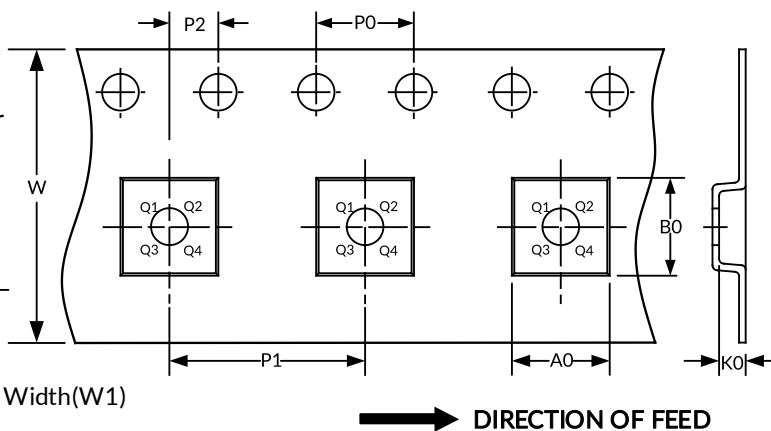 P2
P0
W
Q1 Q2
Q3 Q4
Q1 Q2
Q3 Q4
Q1 Q2
Q3 Q4
B0
P1
A0
K0
Width(W1)
DIRECTION OF FEED